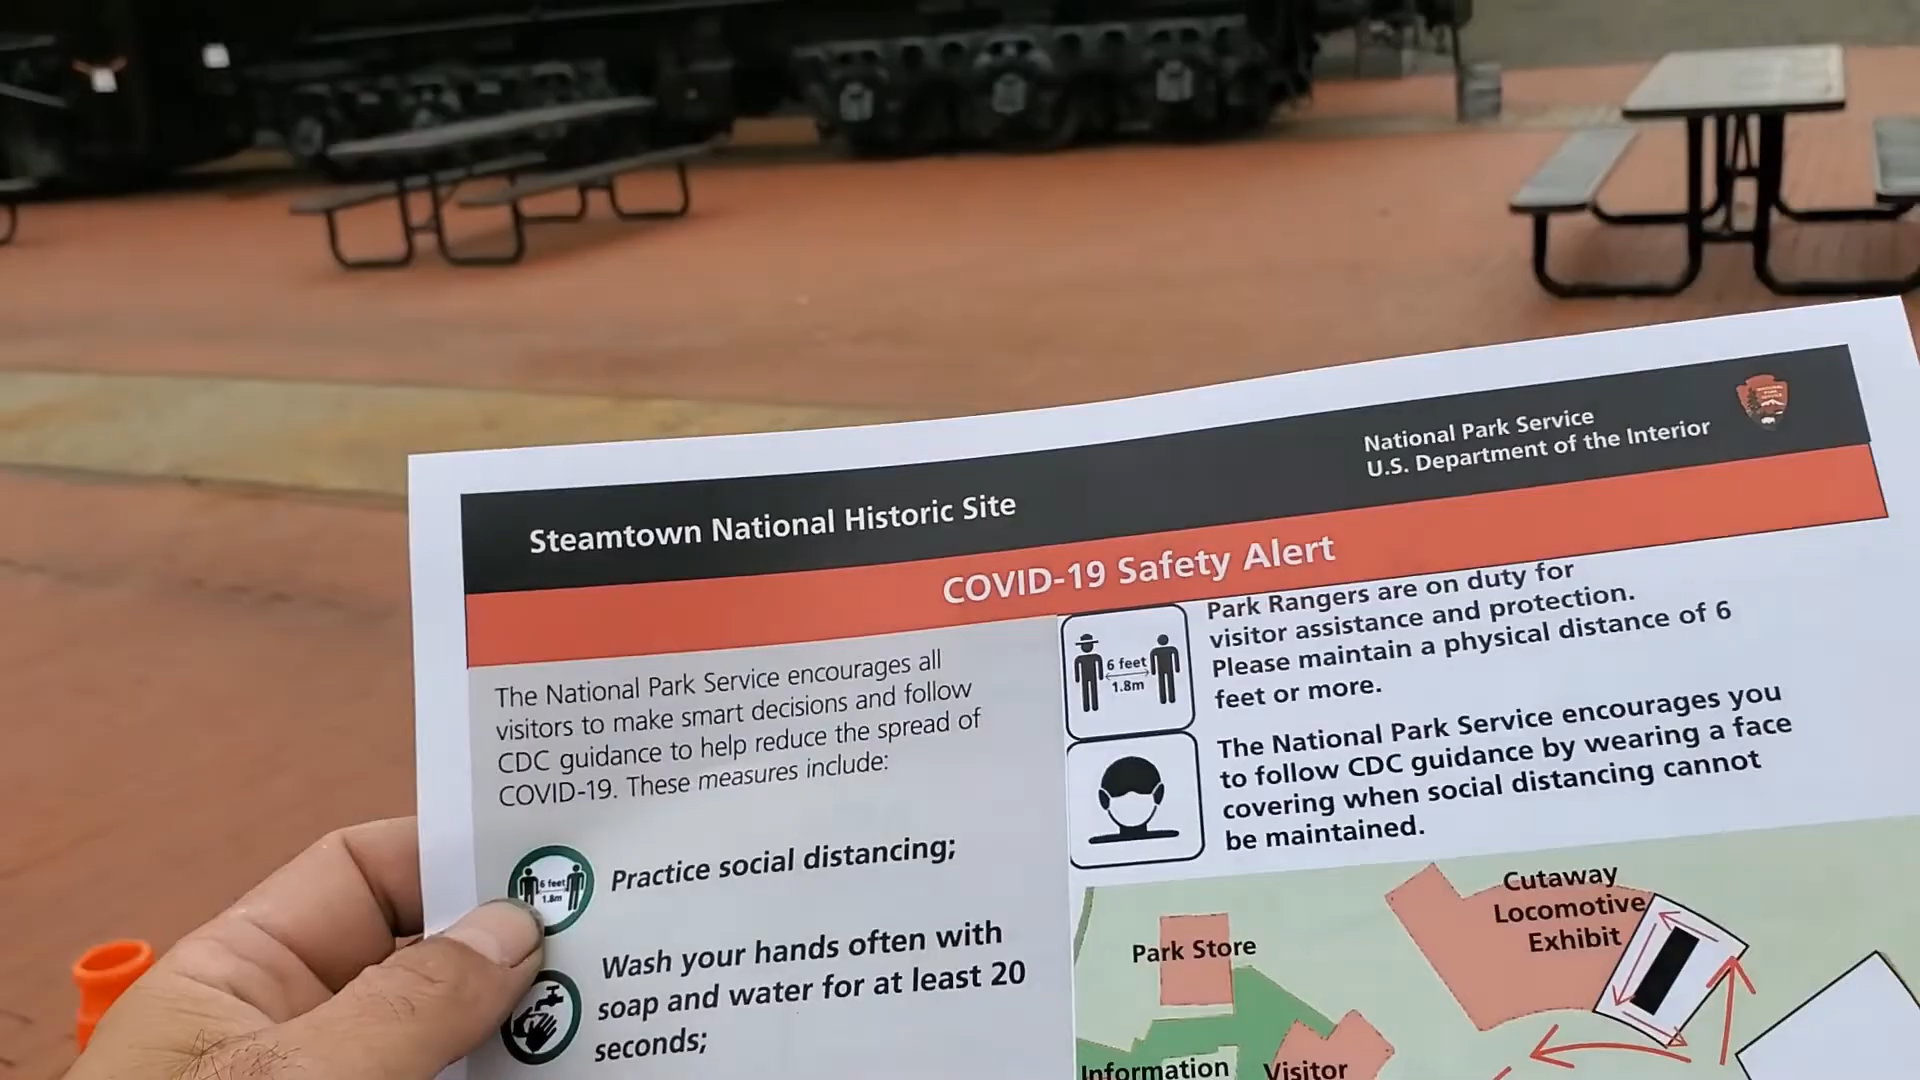 National Park Service
U.S. Department of the Interior
Steamtown National Historic Site
COVID-19 Safety Alert
The National Park Service encourages all
visitors to make smart decisions and follow
CDC guidance to help reduce the spread of
COVID-19. These measures include:
6 feet
1.8m
Practice social distancing;
Wash your hands often with
soap and water for at least 20
seconds;
6 feet
1.8m
Park Rangers are on duty for
visitor assistance and protection.
Please maintain a physical distance of 6
feet or more.
The National Park Service encourages you
to follow CDC guidance by wearing a face
covering when social distancing cannot
be maintained.
Cutaway
Locomotive
Exhibit
Park Store
Information
Visitor